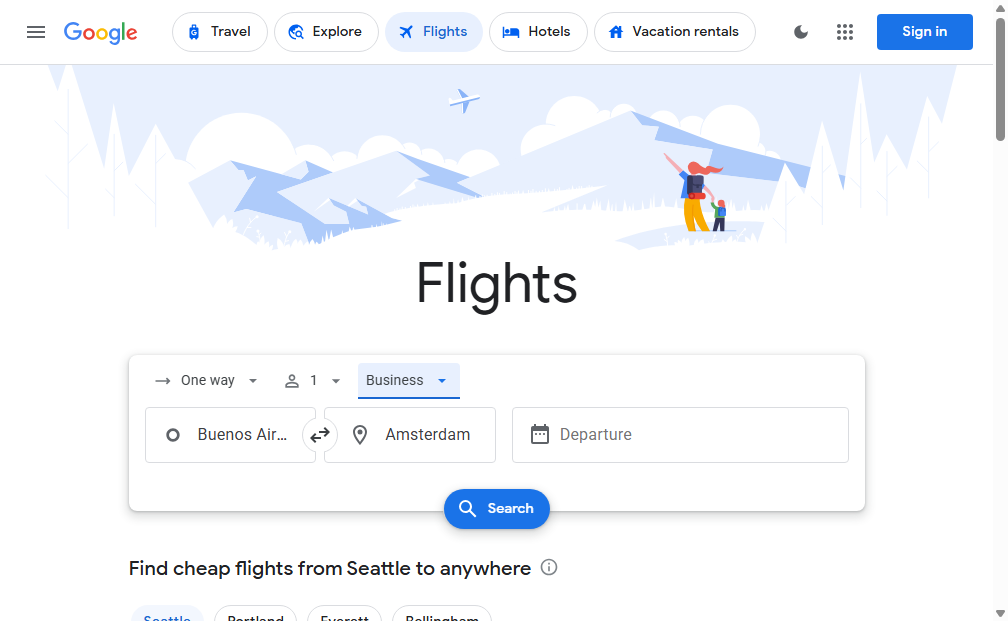 Google Travel Explore Flights Hotels Vacation rentals Sign in
Flights
One way 1 Business
Buenos Air... Amsterdam Departure
Search
Find cheap flights from Seattle to anywhere
Seattle Portland Everett Bellingham